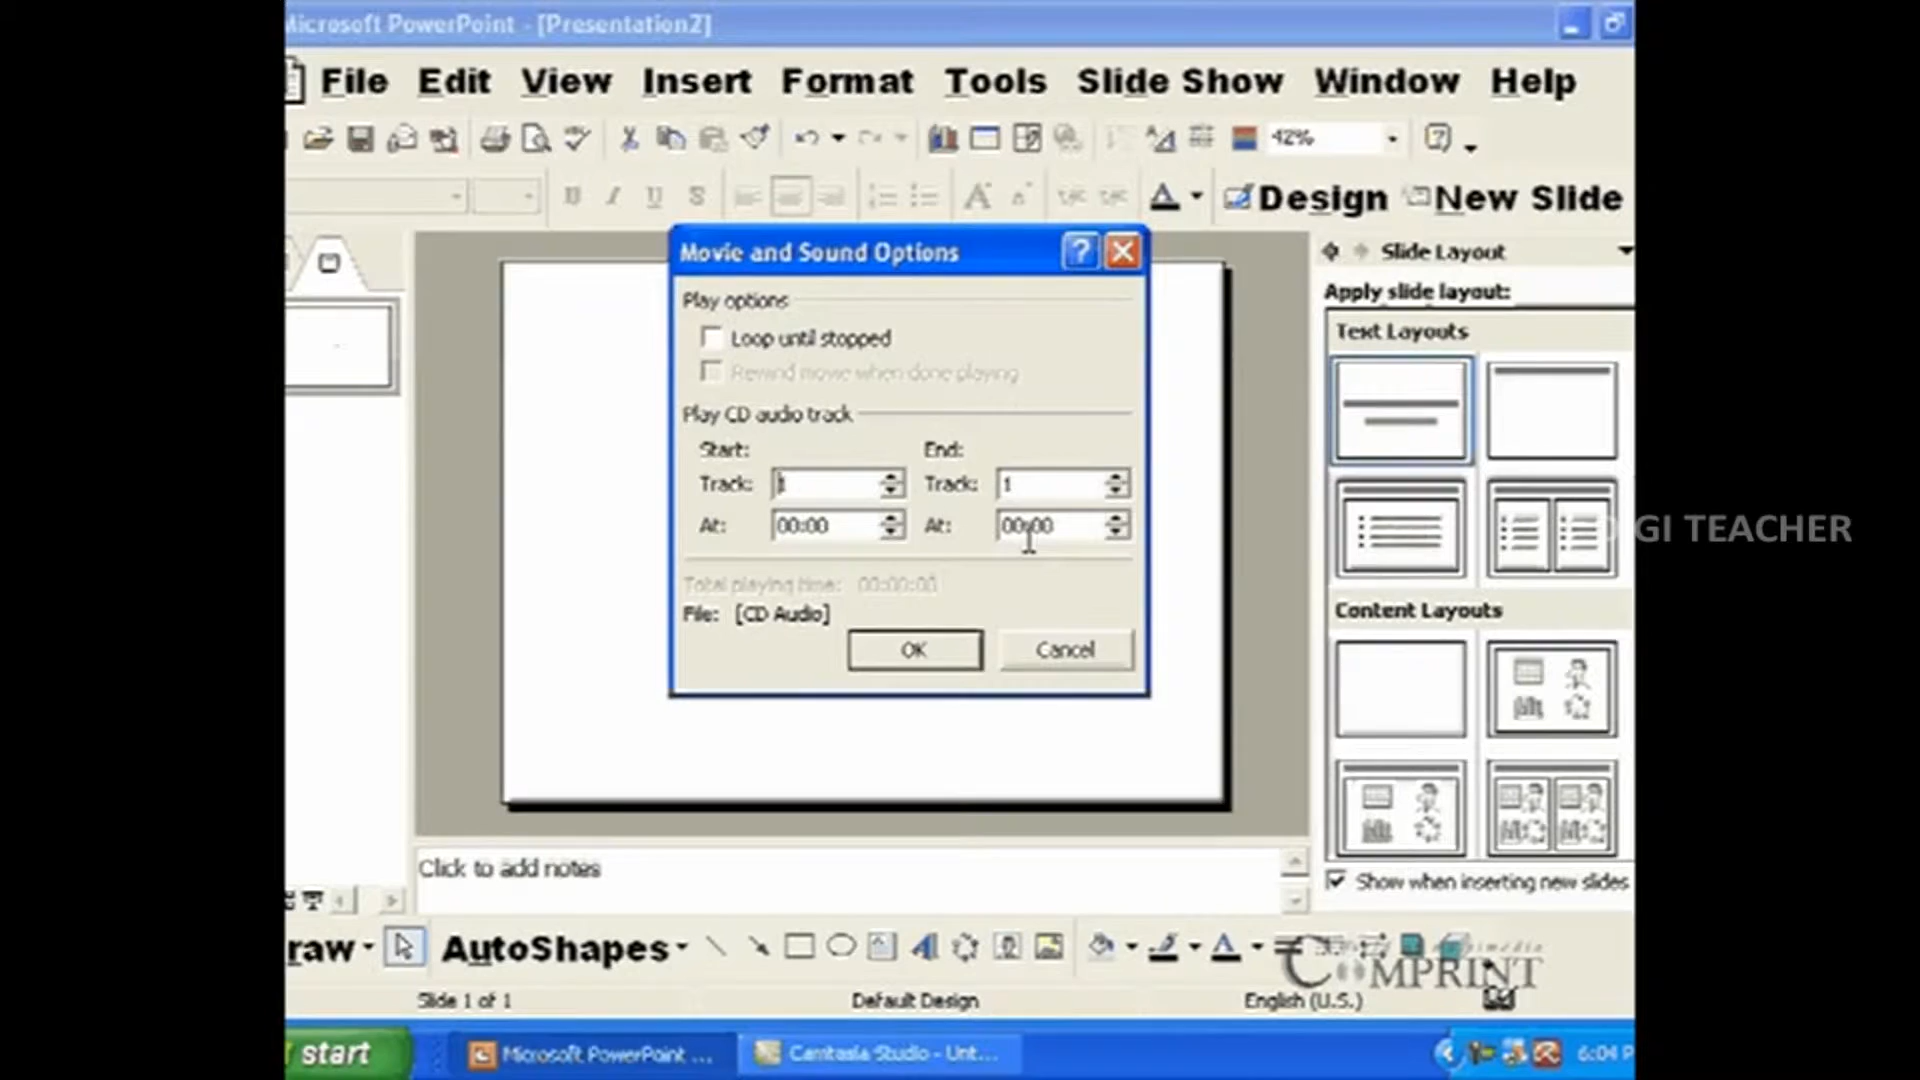 Microsoft PowerPoint - [Presentation2]
File Edit View Insert Format Tools Slide Show Window Help
42%
B I U S
Design New Slide
Movie and Sound Options
Slide Layout
Apply slide layout:
Play options
Text Layouts
Loop until stopped
Rewind movie when done playing
Play CD audio track
Start: End:
Track: 1 Track: 1
At: 00:00 At: 00:00
GI TEACHER
Total playing time: 00:00:00
File: [CD Audio]
Content Layouts
OK Cancel
Click to add notes
Show when inserting new slides
raw AutoShapes
COMPRINT
Slide 1 of 1 Default Design English (U.S.)
start Microsoft PowerPoint ... Camtasia Studio - Unt... 6:04 P